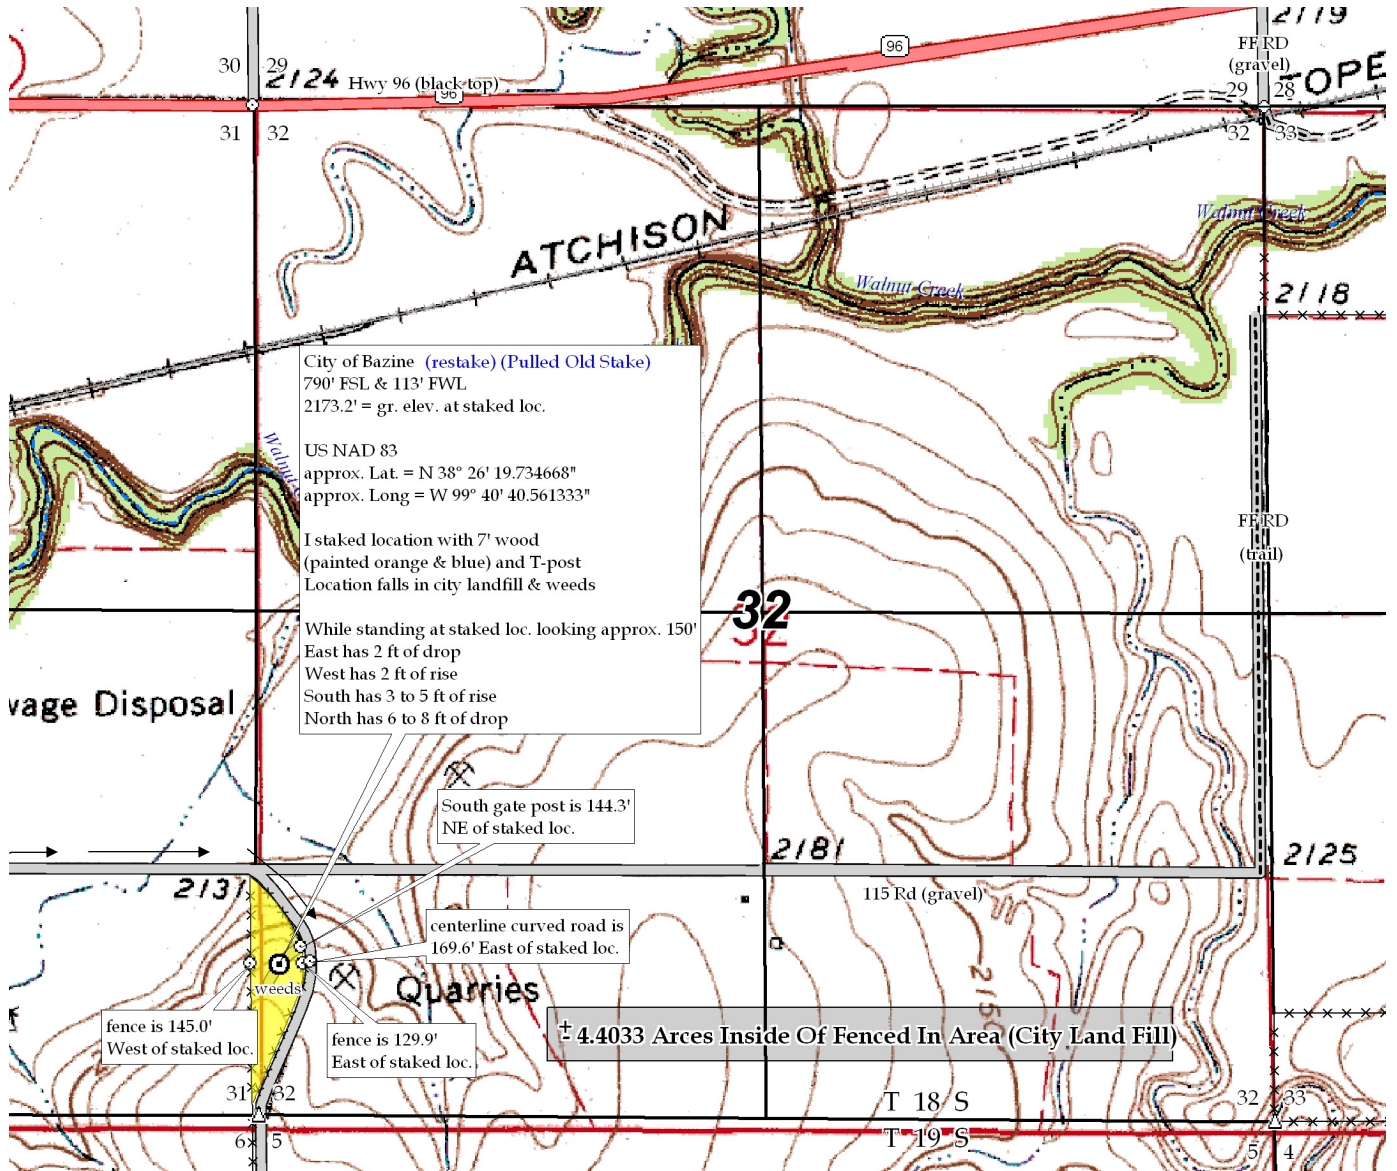 2119
FF RD
(gravel)
96
30 29
2124
Hwy 96 (black top)
96
29 28
TOPE
31 32
32 33
ATCHISON
Walnut Creek
Walnut Creek
2118
City of Bazine (restake) (Pulled Old Stake)
790' FSL & 113' FWL
2173.2' = gr. elev. at staked loc.
US NAD 83
approx. Lat. = N 38° 26' 19.734668"
approx. Long = W 99° 40' 40.561333"
I staked location with 7' wood
(painted orange & blue) and T-post
Location falls in city landfill & weeds
While standing at staked loc. looking approx. 150'
East has 2 ft of drop
West has 2 ft of rise
South has 3 to 5 ft of rise
North has 6 to 8 ft of drop
Walnut C
FF RD
(trail)
32
32
wage Disposal
South gate post is 144.3'
NE of staked loc.
2181
2125
2131
115 Rd (gravel)
centerline curved road is
169.6' East of staked loc.
weeds
Quarries
2150
fence is 145.0'
West of staked loc.
fence is 129.9'
East of staked loc.
+
- 4.4033 Arces Inside Of Fenced In Area (City Land Fill)
31 32
32 33
T 18 S
6 5
T 19 S
5 4